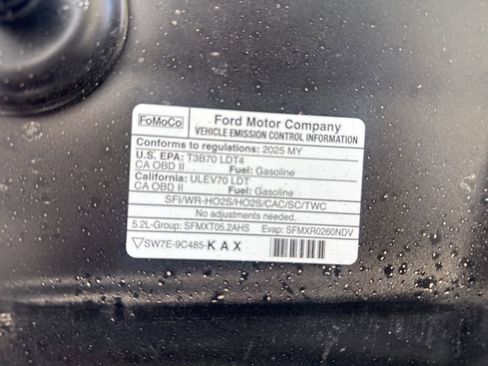 FoMoCo
Ford Motor Company
VEHICLE EMISSION CONTROL INFORMATION
Conforms to regulations: 2025 MY
U.S. EPA: T3B70 LDT4
CA OBD II Fuel: Gasoline
California: ULEV70 LDT
CA OBD II Fuel: Gasoline
SFI/WR-HO2S/HO2S/CAC/SC/TWC
No adjustments needed.
5.2L-Group: SFMXT05.2AHS Evap: SFMXR0260NDV
SW7E-9C485-KAX